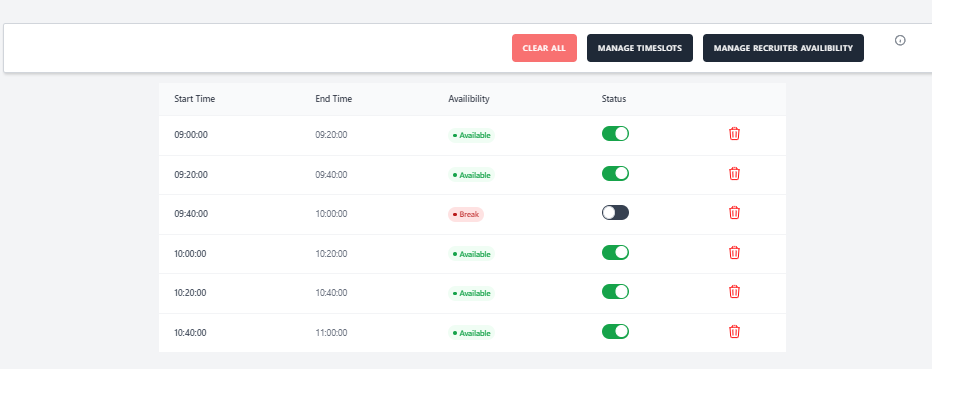 CLEAR ALL MANAGE TIMESLOTS MANAGE RECRUITER AVAILIBILITY
Start Time End Time Availibility Status
09:00:00 09:20:00 Available
09:20:00 09:40:00 Available
09:40:00 10:00:00 Break
10:00:00 10:20:00 Available
10:20:00 10:40:00 Available
10:40:00 11:00:00 Available